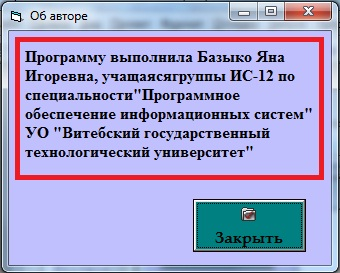 Об авторе
Программу выполнила Базыко Яна
Игоревна, учащаясягруппы ИС-12 по
специальности"Программное
обеспечение информационных систем"
УО "Витебский государственный
технологический университет"
Закрыть